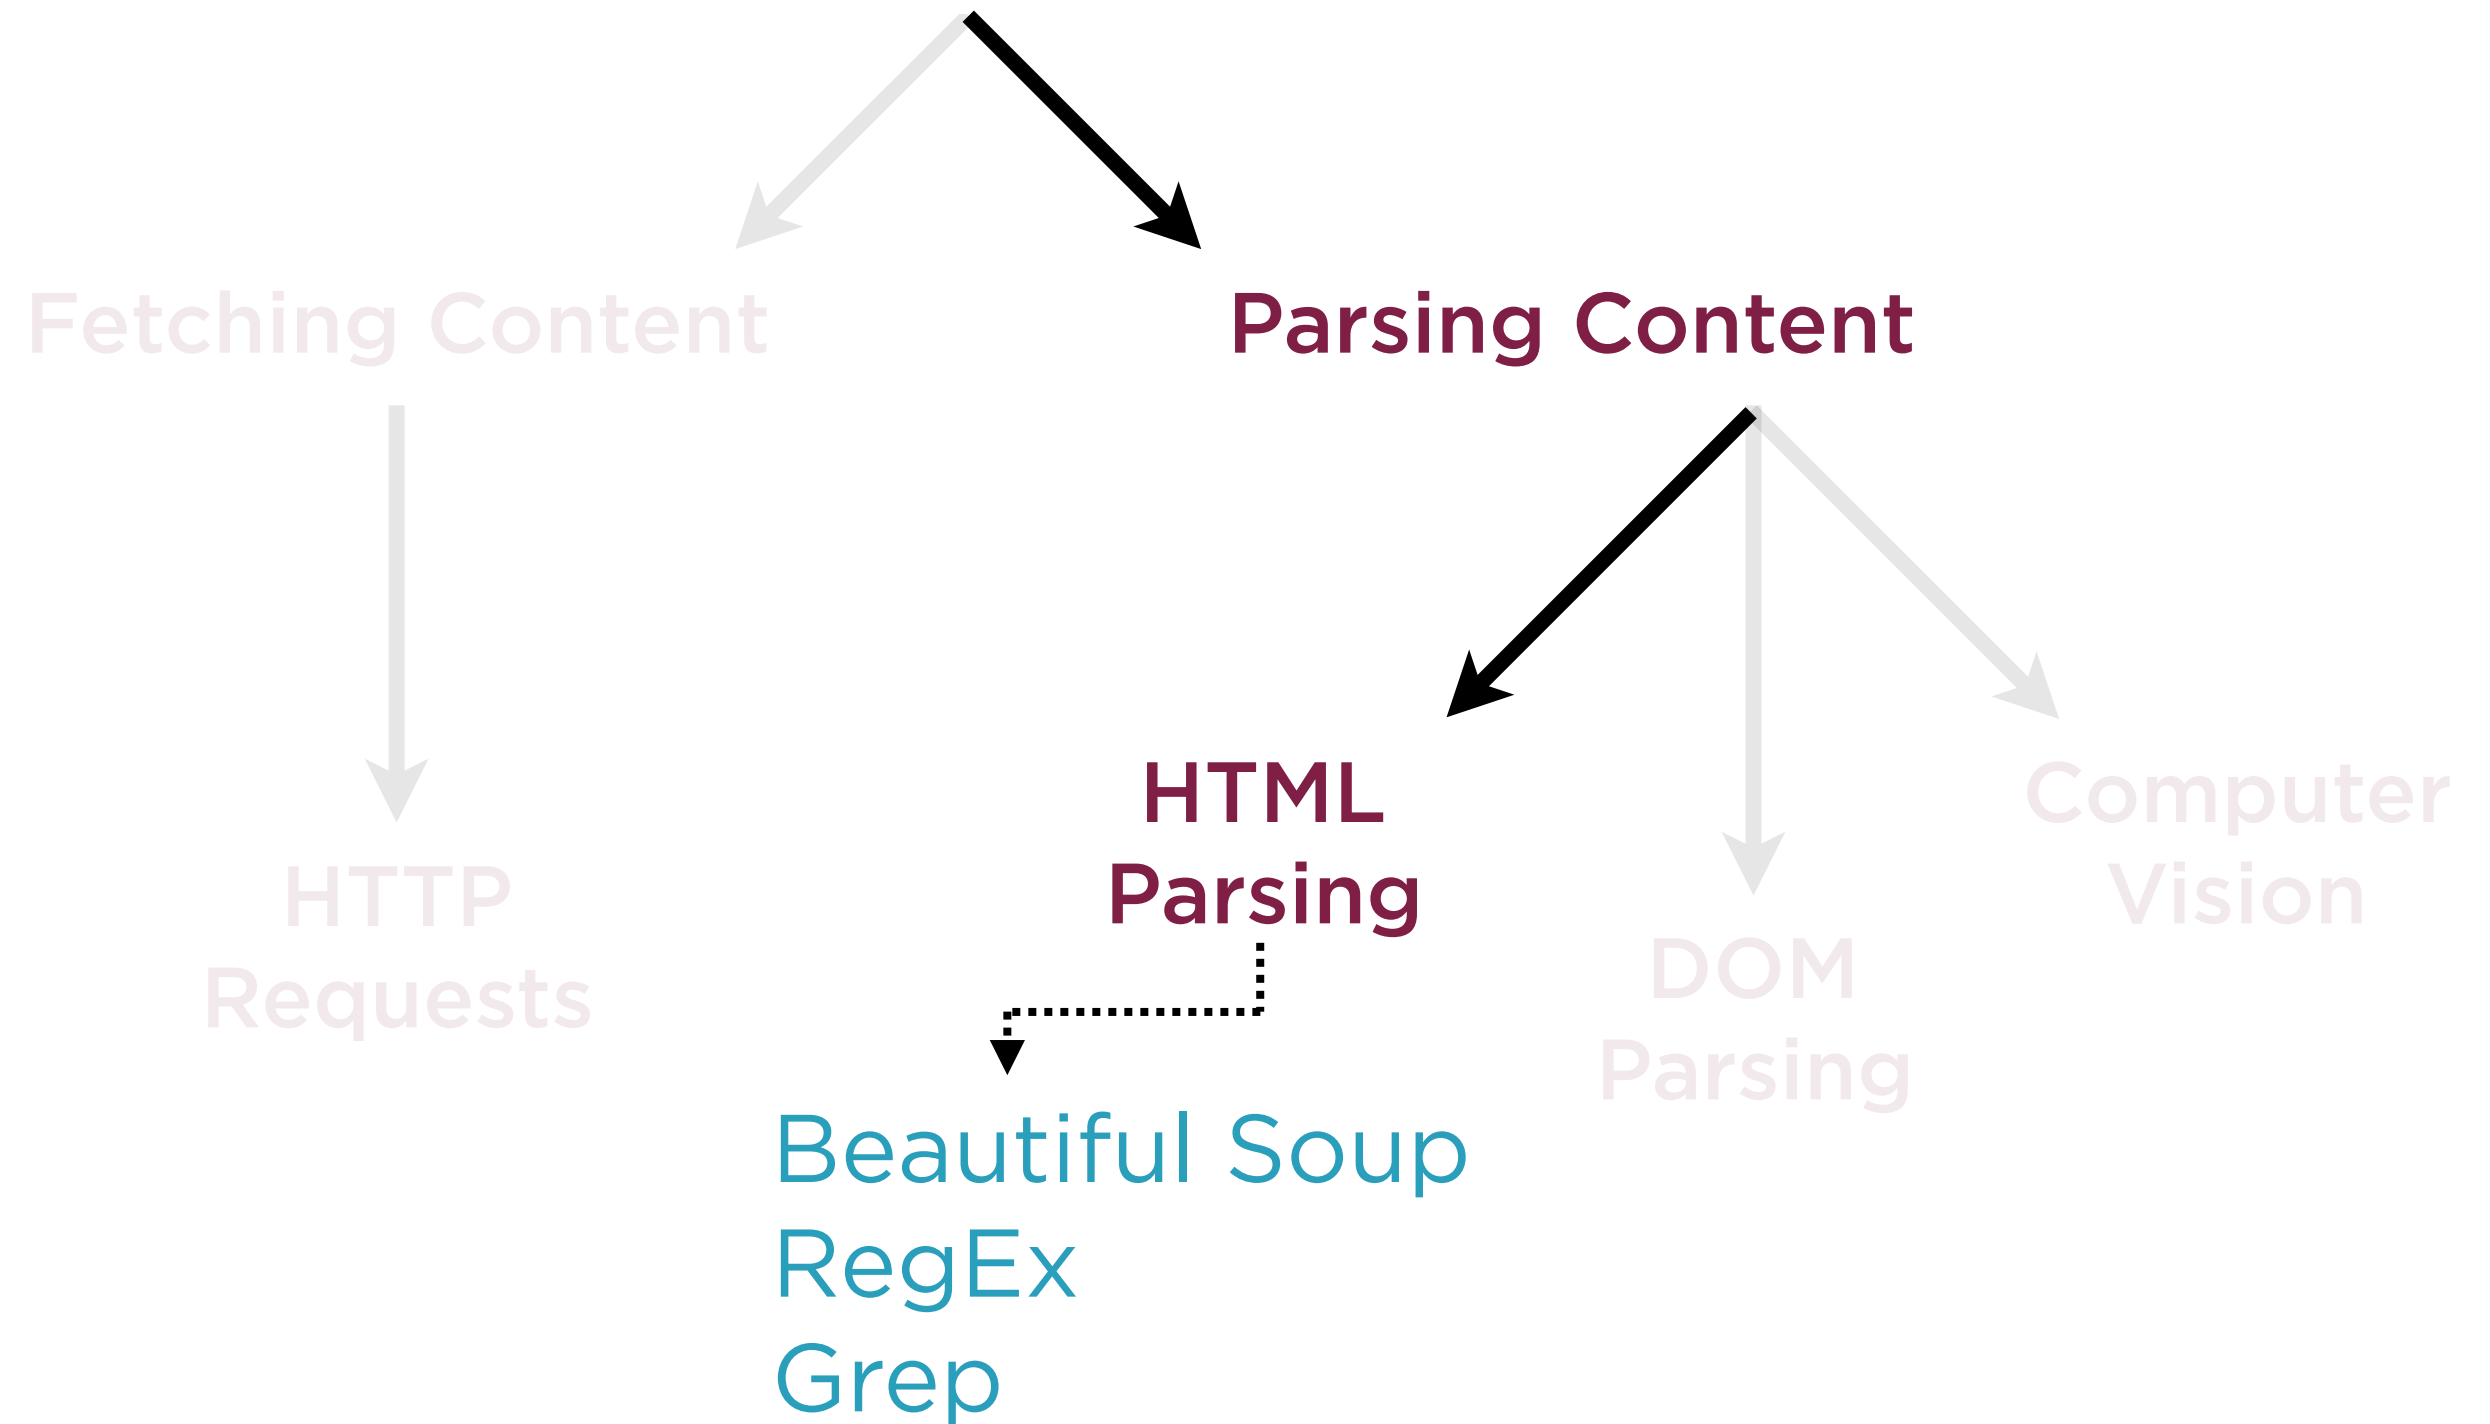 Fetching Content
Parsing Content
HTTP
Requests
HTML
Parsing
DOM
Parsing
Computer
Vision
Beautiful Soup
RegEx
Grep